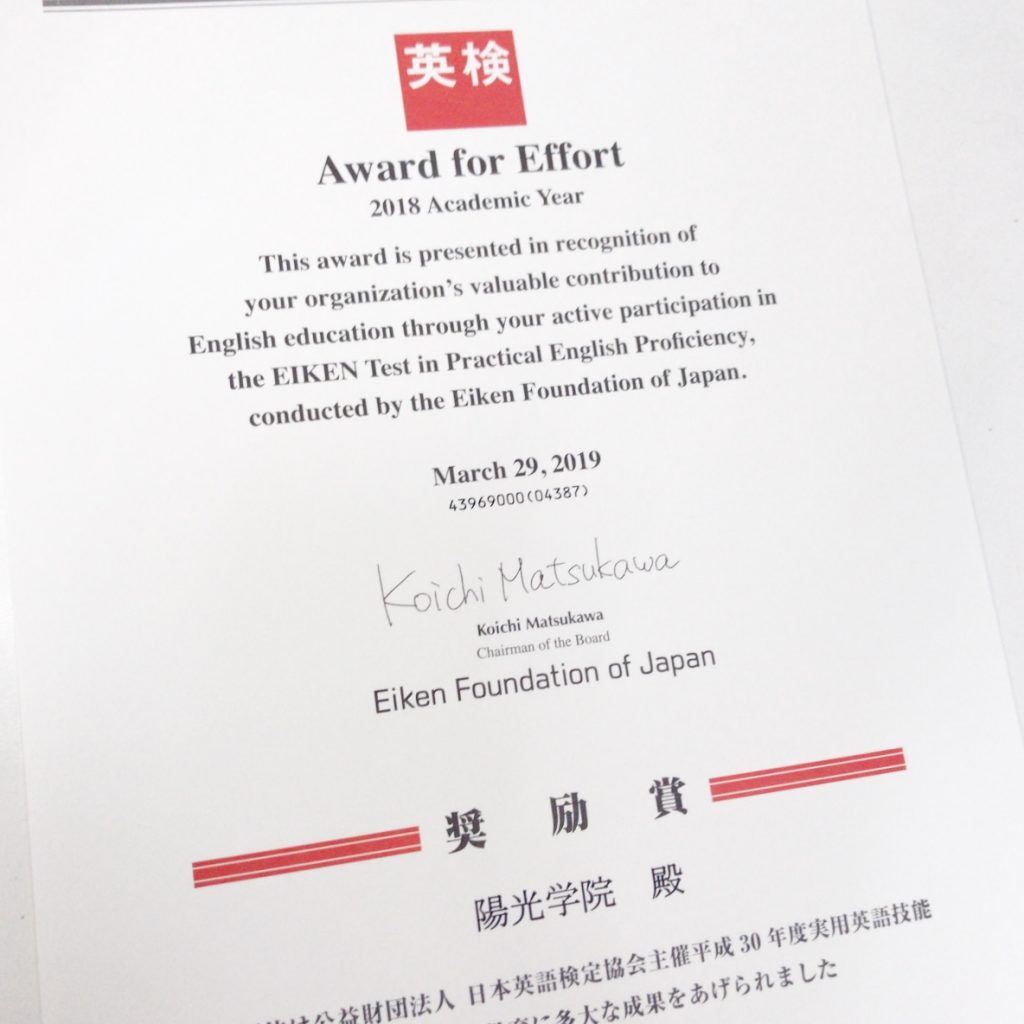 英検
Award for Effort
2018 Academic Year
This award is presented in recognition of
your organization's valuable contribution to
English education through your active participation in
the EIKEN Test in Practical English Proficiency,
conducted by the Eiken Foundation of Japan.
March 29, 2019
43969000(04387)
Koichi Matsukawa
Koichi Matsukawa
Chairman of the Board
Eiken Foundation of Japan
奨励賞
陽光学院 殿
は公益財団法人 日本英語検定協会主催平成30年度実用英語技能
に多大な成果をあげられました